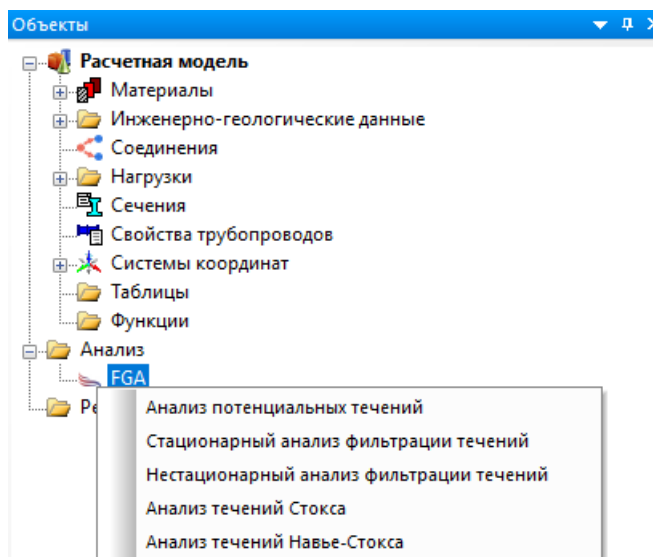 Объекты
Расчетная модель
Материалы
Инженерно-геологические данные
Соединения
Нагрузки
Сечения
Свойства трубопроводов
Системы координат
Таблицы
Функции
Анализ
FGA
Анализ потенциальных течений
Стационарный анализ фильтрации течений
Нестационарный анализ фильтрации течений
Анализ течений Стокса
Анализ течений Навье-Стокса